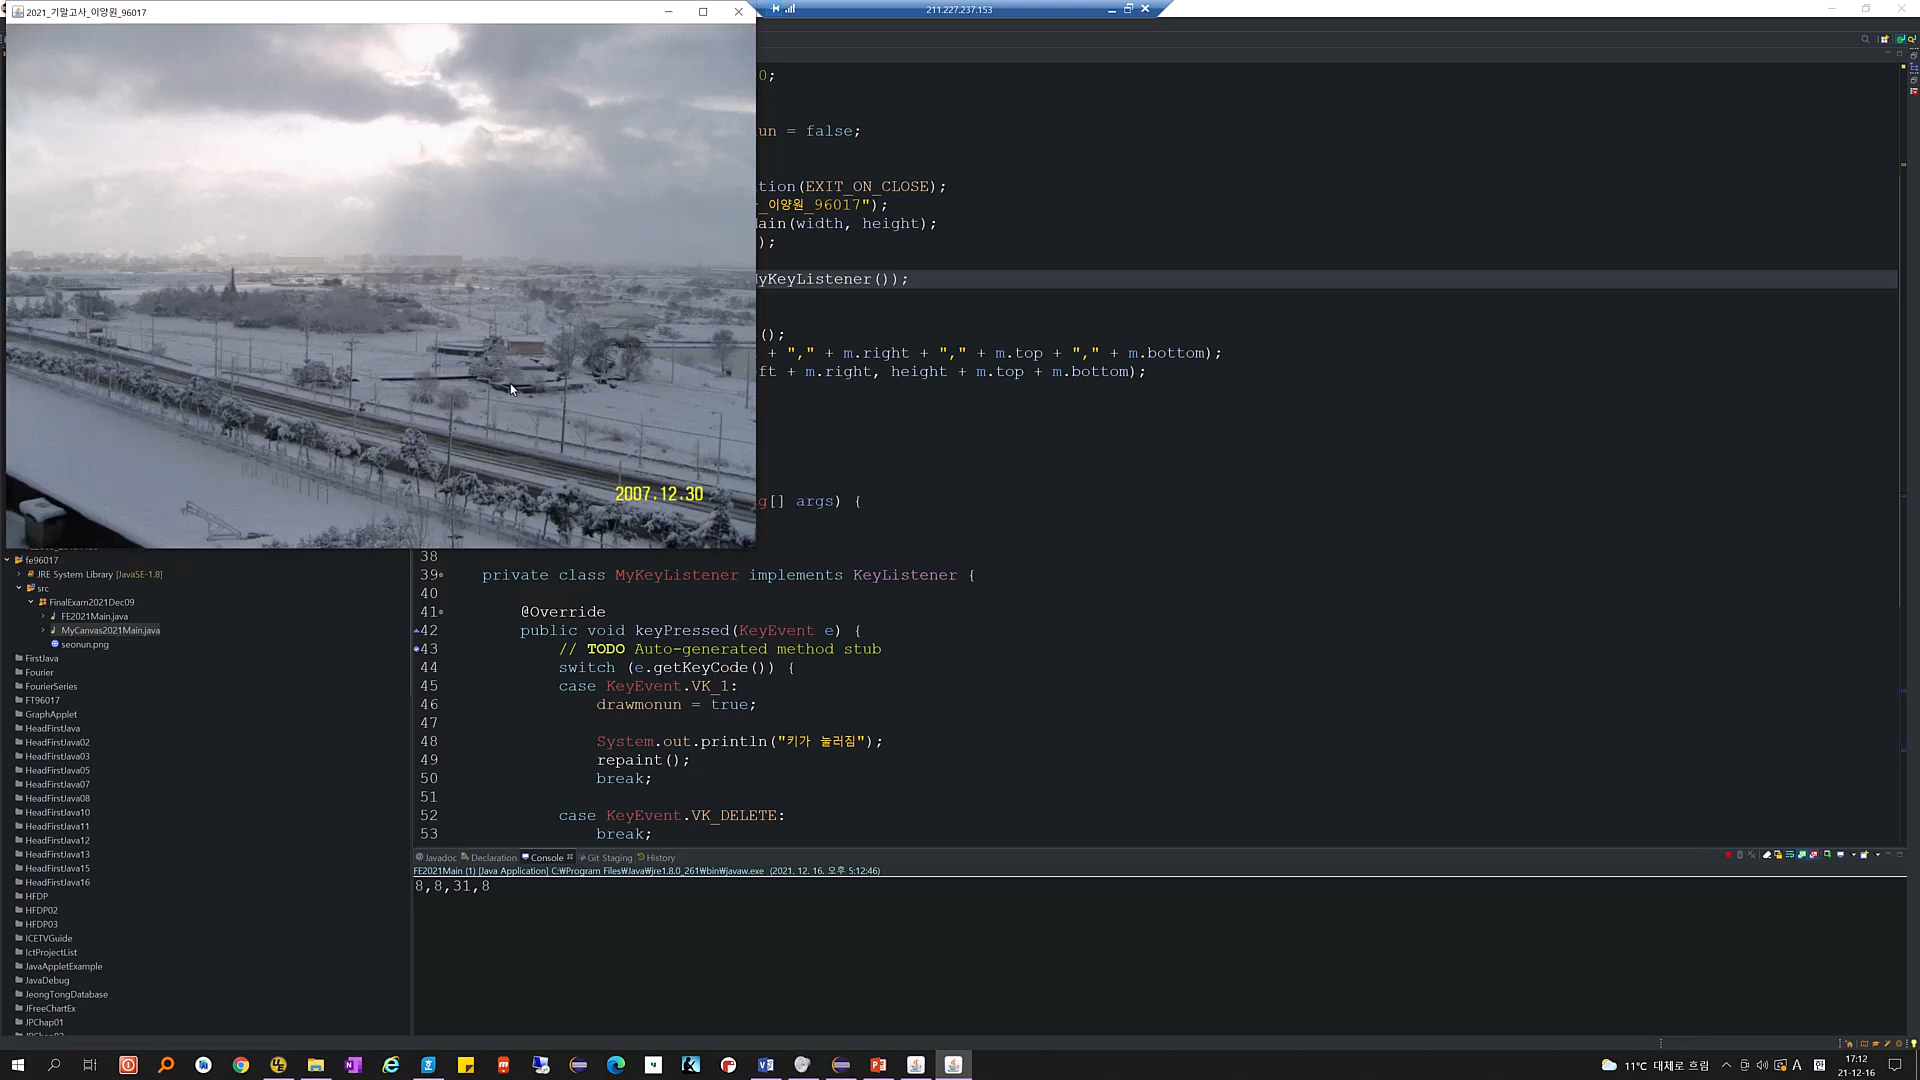 2021_기말고사_이양원_96017
211.227.237.153
0;
un = false;
tion(EXIT_ON_CLOSE);
_이양원_96017");
ain(width, height);
);
yKeyListener());
();
+ "," + m.right + "," + m.top + "," + m.bottom);
ft + m.right, height + m.top + m.bottom);
g[] args) {
2007.12.30
38
39 private class MyKeyListener implements KeyListener {
40
41 @Override
42 public void keyPressed(KeyEvent e) {
43 // TODO Auto-generated method stub
44 switch (e.getKeyCode()) {
45 case KeyEvent.VK_1:
46 drawmonun = true;
47
48 System.out.println("키가 눌러짐");
49 repaint();
50 break;
51
52 case KeyEvent.VK_DELETE:
53 break;
fe96017
JRE System Library [JavaSE-1.8]
src
FinalExam2021Dec09
FE2021Main.java
MyCanvas2021Main.java
seonun.png
FirstJava
Fourier
FourierSeries
FT96017
GraphApplet
HeadFirstJava
HeadFirstJava02
HeadFirstJava03
HeadFirstJava05
HeadFirstJava07
HeadFirstJava08
HeadFirstJava10
HeadFirstJava11
HeadFirstJava12
HeadFirstJava13
HeadFirstJava15
HeadFirstJava16
HFDP
HFDP02
HFDP03
ICETVGuide
IctProjectList
JavaAppletExample
JavaDebug
JeongTongDatabase
JFreeChartEx
JPChap01
Javadoc Declaration Console Git Staging History
FE2021Main (1) [Java Application] C:₩Program Files₩Java₩jre1.8.0_261₩bin₩javaw.exe (2021. 12. 16. 오후 5:12:46)
8,8,31,8
11℃ 대체로 흐림 A 17:12
21-12-16